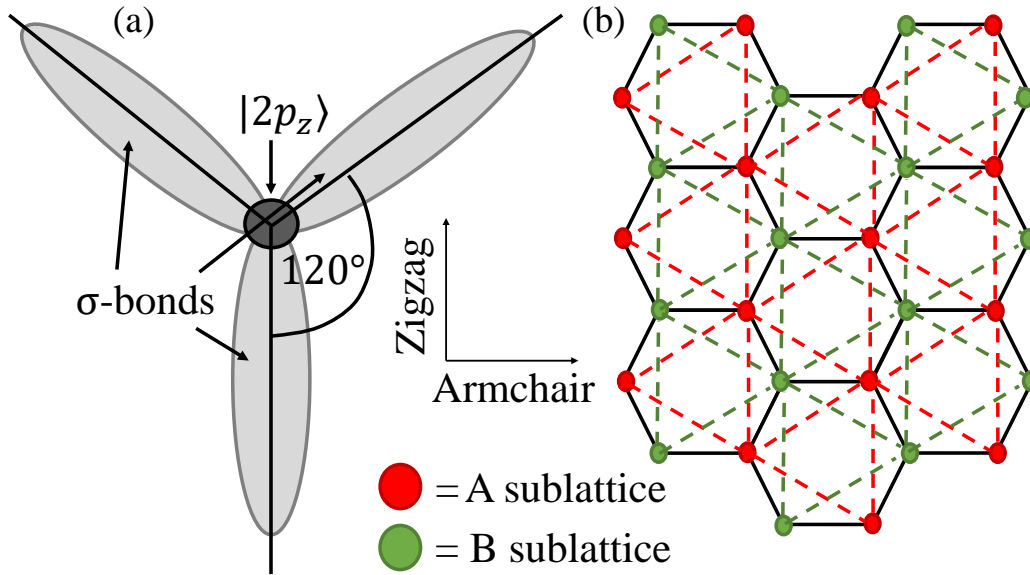 (a)
(b)
|2p_z⟩
120°
σ-bonds
Zigzag
Armchair
= A sublattice
= B sublattice